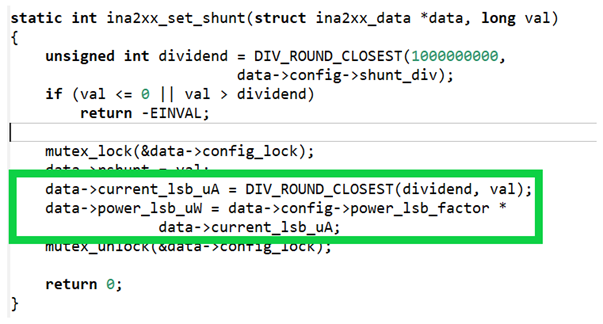 static int ina2xx_set_shunt(struct ina2xx_data *data, long val)
{
unsigned int dividend = DIV_ROUND_CLOSEST(1000000000,
data->config->shunt_div);
if (val <= 0 || val > dividend)
return -EINVAL;
mutex_lock(&data->config_lock);
data->rshunt = val;
data->current_lsb_uA = DIV_ROUND_CLOSEST(dividend, val);
data->power_lsb_uW = data->config->power_lsb_factor *
data->current_lsb_uA;
mutex_unlock(&data->config_lock);
return 0;
}